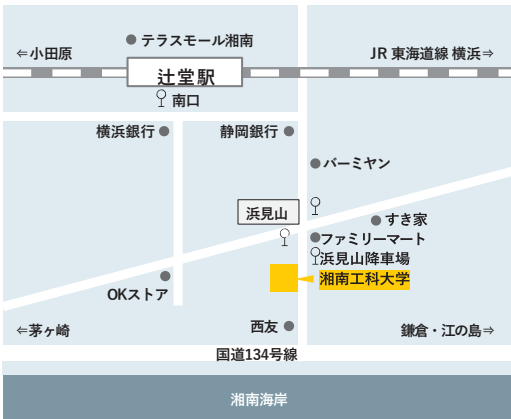 テラスモール湘南
⇐小田原
JR 東海道線 横浜⇒
辻堂駅
南口
横浜銀行
静岡銀行
バーミヤン
浜見山
すき家
ファミリーマート
浜見山降車場
湘南工科大学
OKストア
西友
⇐茅ヶ崎
鎌倉・江の島⇒
国道134号線
湘南海岸